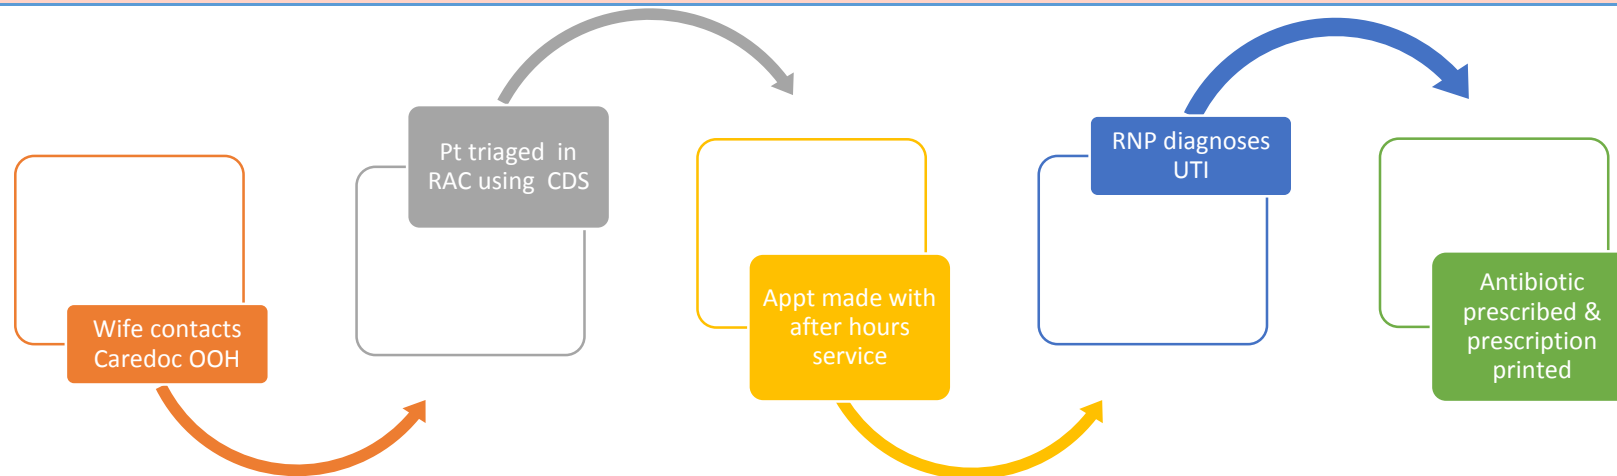 Wife contacts
Caredoc OOH
Pt triaged in
RAC using CDS
Appt made with
after hours
service
RNP diagnoses
UTI
Antibiotic
prescribed &
prescription
printed